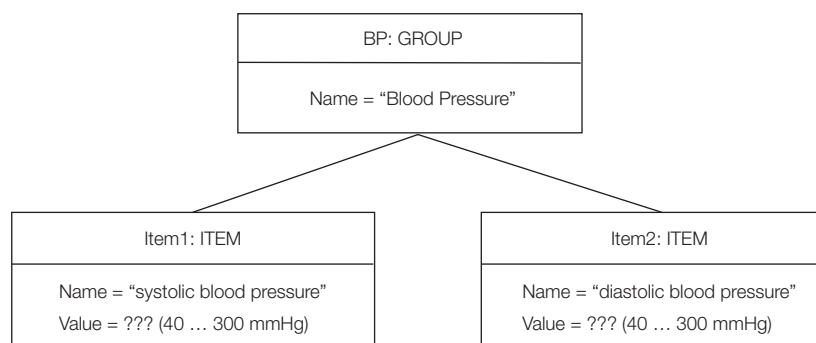 BP: GROUP
Name = “Blood Pressure”
Item1: ITEM
Name = “systolic blood pressure”
Value = ??? (40 … 300 mmHg)
Item2: ITEM
Name = “diastolic blood pressure”
Value = ??? (40 … 300 mmHg)